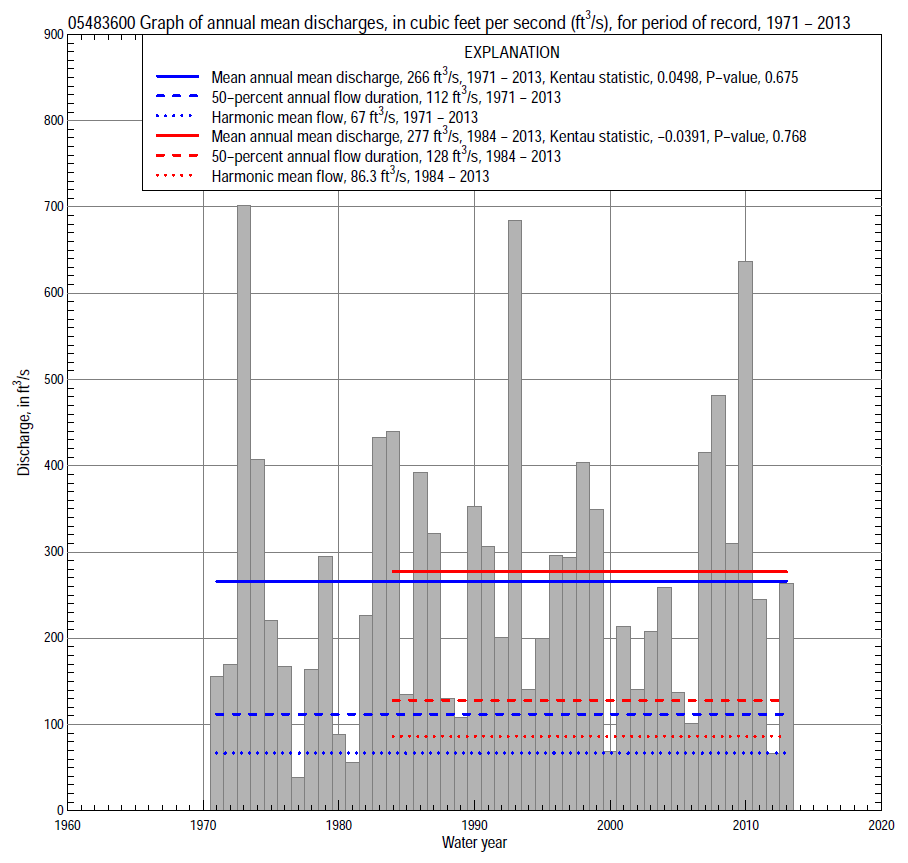 05483600 Graph of annual mean discharges, in cubic feet per second (ft³/s), for period of record, 1971 – 2013
EXPLANATION
Mean annual mean discharge, 266 ft³/s, 1971 – 2013, Kentau statistic, 0.0498, P–value, 0.675
50–percent annual flow duration, 112 ft³/s, 1971 – 2013
Harmonic mean flow, 67 ft³/s, 1971 – 2013
Mean annual mean discharge, 277 ft³/s, 1984 – 2013, Kentau statistic, –0.0391, P–value, 0.768
50–percent annual flow duration, 128 ft³/s, 1984 – 2013
Harmonic mean flow, 86.3 ft³/s, 1984 – 2013
900
800
700
600
500
400
300
200
100
0
Discharge, in ft³/s
1960 1970 1980 1990 2000 2010 2020
Water year